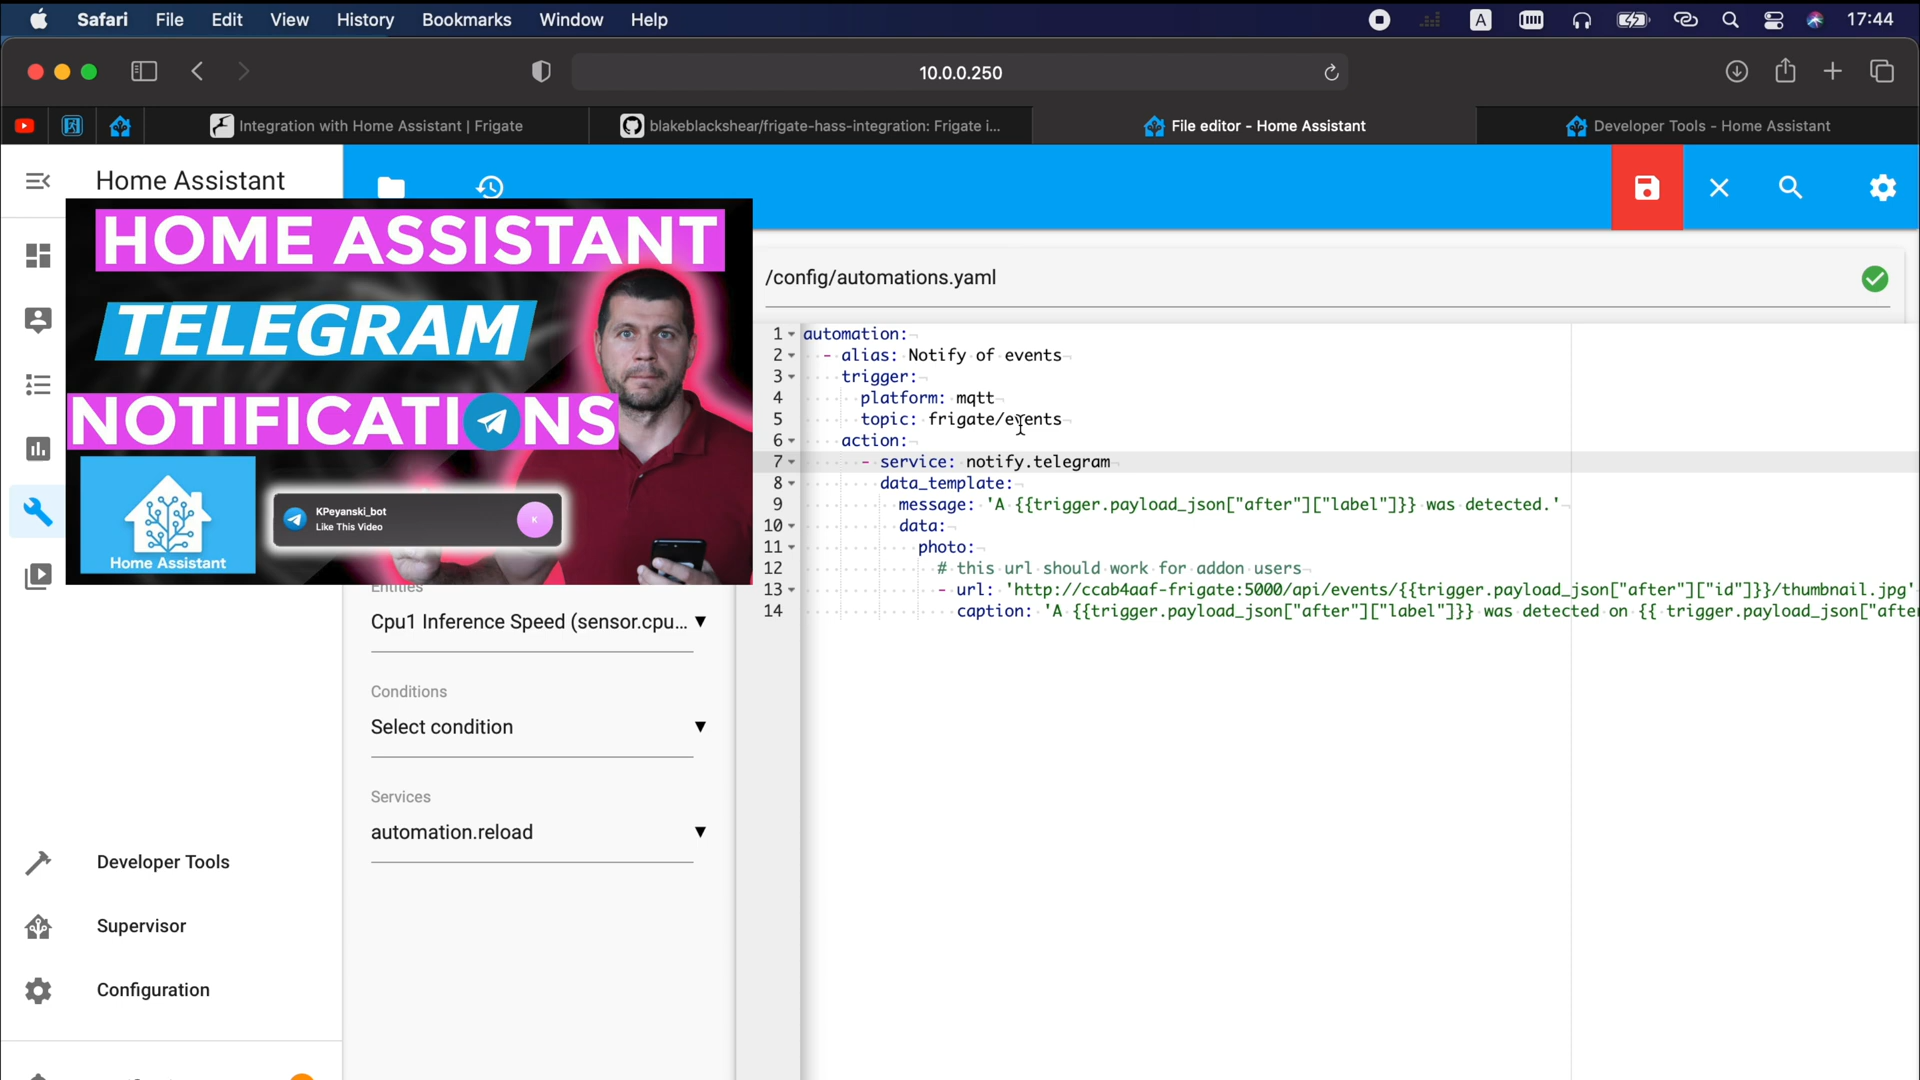 Safari File Edit View History Bookmarks Window Help
A
17:44
10.0.0.250
Integration with Home Assistant | Frigate
blakeblackshear/frigate-hass-integration: Frigate i...
File editor - Home Assistant
Developer Tools - Home Assistant
Home Assistant
HOME ASSISTANT
TELEGRAM
NOTIFICATIONS
Home Assistant
KPeyanski_bot
Like This Video
K
/config/automations.yaml
1 automation:
2 - alias: Notify of events
3 trigger:
4 platform: mqtt
5 topic: frigate/events
6 action:
7 - service: notify.telegram
8 data_template:
9 message: 'A {{trigger.payload_json["after"]["label"]}} was detected.'
10 data:
11 photo:
12 # this url should work for addon users
13 - url: 'http://ccab4aaf-frigate:5000/api/events/{{trigger.payload_json["after"]["id"]}}/thumbnail.jpg'
14 caption: 'A {{trigger.payload_json["after"]["label"]}} was detected on {{ trigger.payload_json["afte
Entities
Cpu1 Inference Speed (sensor.cpu...
Conditions
Select condition
Services
automation.reload
Developer Tools
Supervisor
Configuration